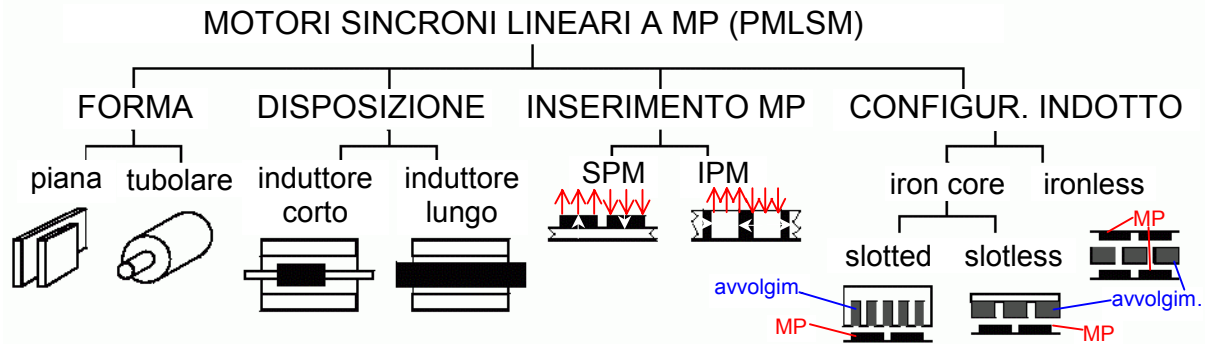 MOTORI SINCRONI LINEARI A MP (PMLSM)
FORMA
DISPOSIZIONE
INSERIMENTO MP
CONFIGUR. INDOTTO
piana
tubolare
induttore
corto
induttore
lungo
SPM
IPM
iron core
ironless
slotted
slotless
MP
avvolgim.
MP
MP
avvolgim.